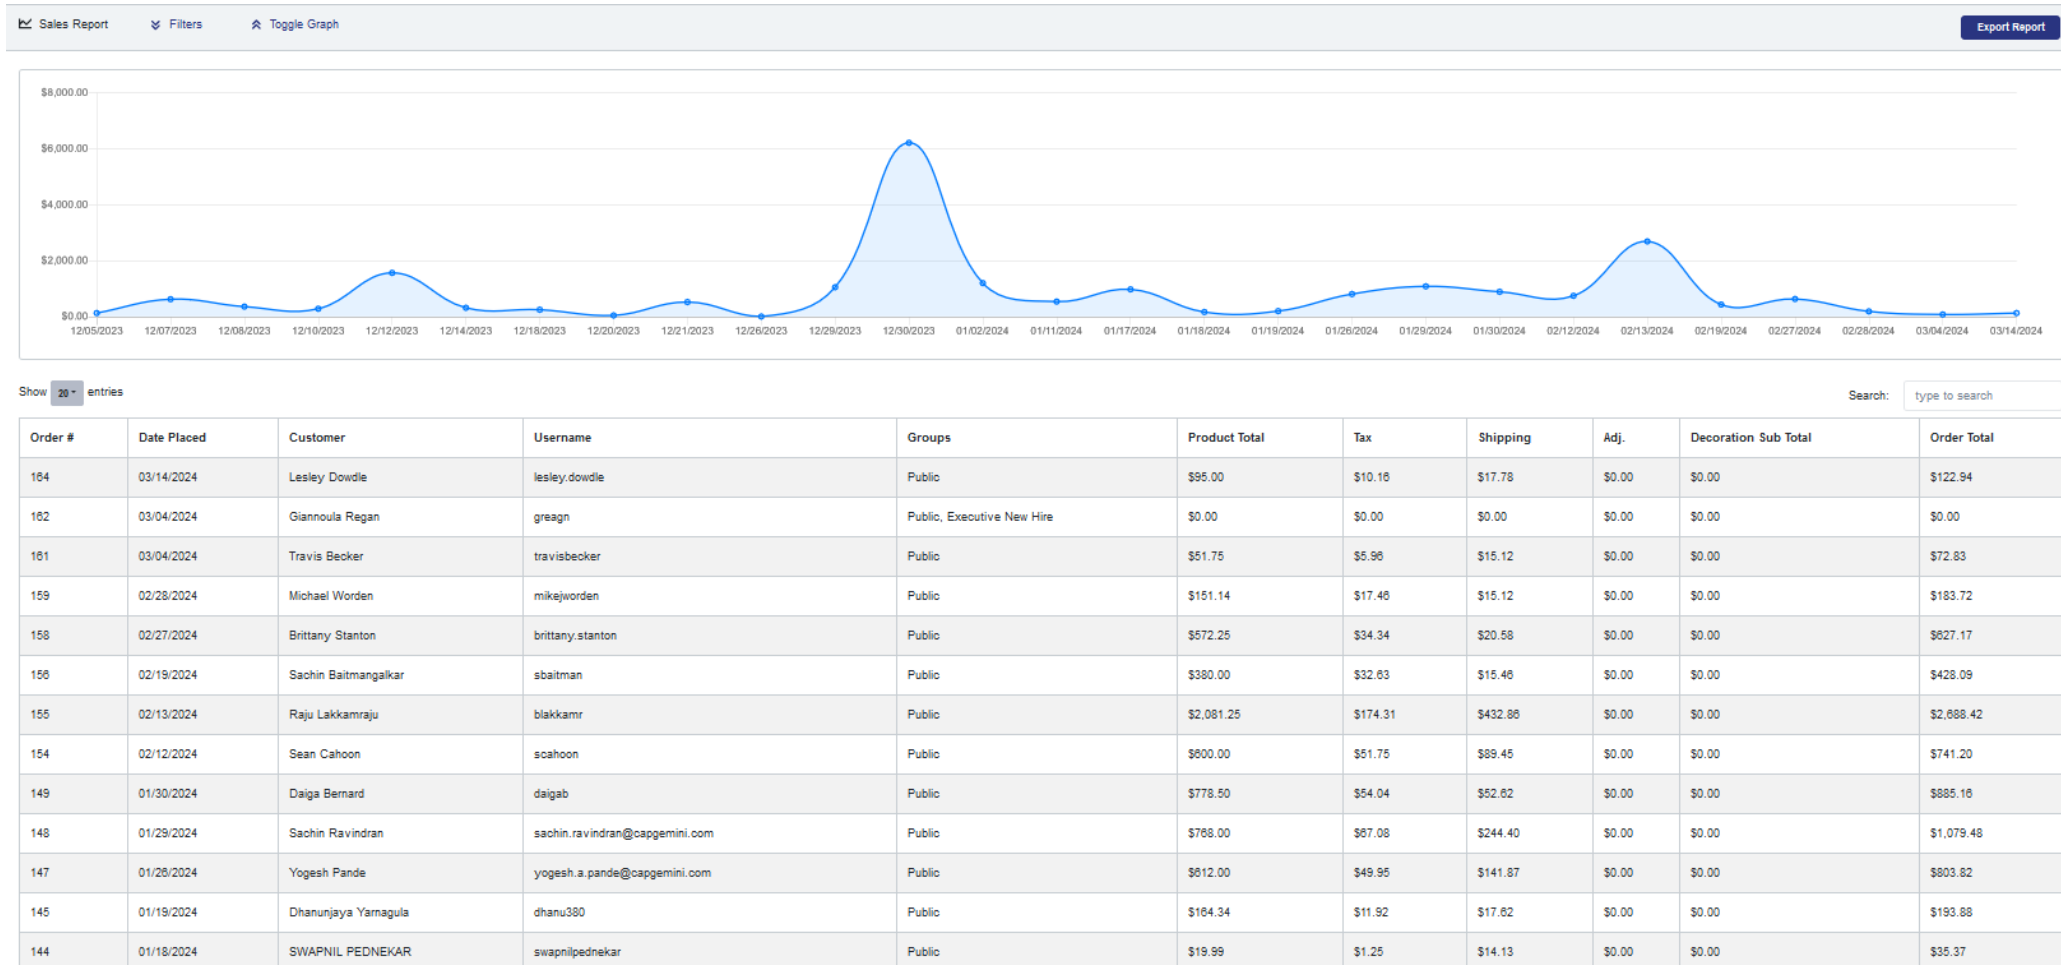 Sales Report Filters Toggle Graph Export Report
$8,000.00
$6,000.00
$4,000.00
$2,000.00
$0.00
12/05/2023 12/07/2023 12/08/2023 12/10/2023 12/12/2023 12/14/2023 12/18/2023 12/20/2023 12/21/2023 12/26/2023 12/29/2023 12/30/2023 01/02/2024 01/11/2024 01/17/2024 01/18/2024 01/19/2024 01/26/2024 01/29/2024 01/30/2024 02/12/2024 02/13/2024 02/19/2024 02/27/2024 02/28/2024 03/04/2024 03/14/2024
Show 20 entries Search: type to search
Order # Date Placed Customer Username Groups Product Total Tax Shipping Adj. Decoration Sub Total Order Total
164 03/14/2024 Lesley Dowdle lesley.dowdle Public $95.00 $10.16 $17.78 $0.00 $0.00 $122.94
162 03/04/2024 Giannoula Regan greagn Public, Executive New Hire $0.00 $0.00 $0.00 $0.00 $0.00 $0.00
161 03/04/2024 Travis Becker travisbecker Public $51.75 $5.96 $15.12 $0.00 $0.00 $72.83
159 02/28/2024 Michael Worden mikejworden Public $151.14 $17.46 $15.12 $0.00 $0.00 $183.72
158 02/27/2024 Brittany Stanton brittany.stanton Public $572.25 $34.34 $20.58 $0.00 $0.00 $627.17
156 02/19/2024 Sachin Baitmangalkar sbaitman Public $380.00 $32.63 $15.46 $0.00 $0.00 $428.09
155 02/13/2024 Raju Lakkamraju blakkamr Public $2,081.25 $174.31 $432.86 $0.00 $0.00 $2,688.42
154 02/12/2024 Sean Cahoon scahoon Public $600.00 $51.75 $89.45 $0.00 $0.00 $741.20
149 01/30/2024 Daiga Bernard daigab Public $778.50 $54.04 $52.62 $0.00 $0.00 $885.16
148 01/29/2024 Sachin Ravindran sachin.ravindran@capgemini.com Public $768.00 $67.08 $244.40 $0.00 $0.00 $1,079.48
147 01/26/2024 Yogesh Pande yogesh.a.pande@capgemini.com Public $612.00 $49.95 $141.87 $0.00 $0.00 $803.82
145 01/19/2024 Dhanunjaya Yarnagula dhanu380 Public $164.34 $11.92 $17.62 $0.00 $0.00 $193.88
144 01/18/2024 SWAPNIL PEDNEKAR swapnilpednekar Public $19.99 $1.25 $14.13 $0.00 $0.00 $35.37